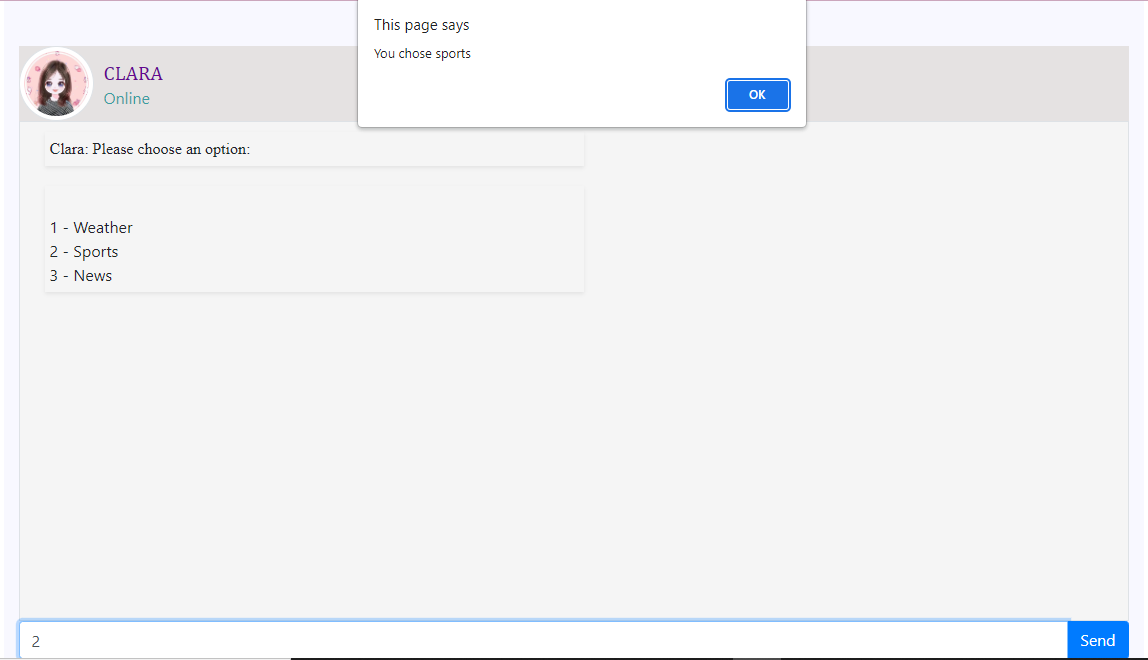 This page says
You chose sports
OK
CLARA
Online
Clara: Please choose an option:
1 - Weather
2 - Sports
3 - News
2
Send